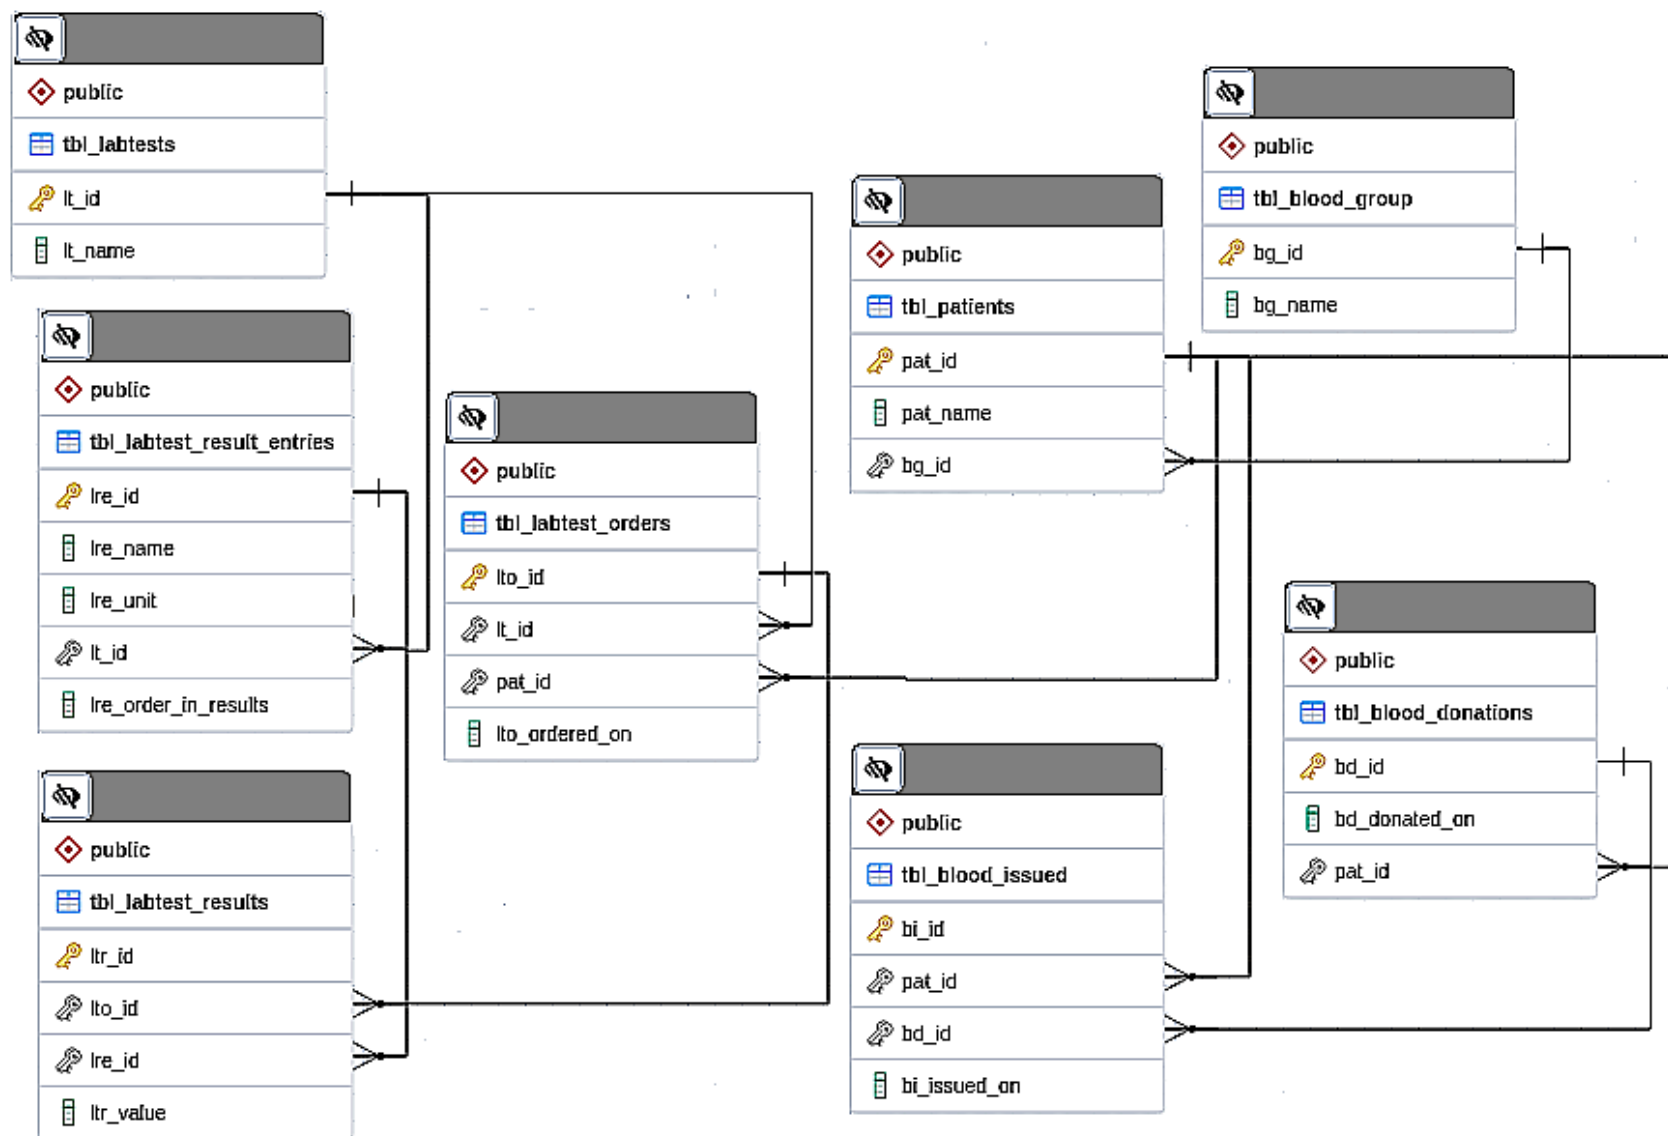 public
tbl_labtests
lt_id
lt_name
public
tbl_labtest_result_entries
lre_id
lre_name
lre_unit
lt_id
lre_order_in_results
public
tbl_labtest_results
ltr_id
lto_id
lre_id
ltr_value
public
tbl_labtest_orders
lto_id
lt_id
pat_id
lto_ordered_on
public
tbl_patients
pat_id
pat_name
bg_id
public
tbl_blood_issued
bi_id
pat_id
bd_id
bi_issued_on
public
tbl_blood_group
bg_id
bg_name
public
tbl_blood_donations
bd_id
bd_donated_on
pat_id